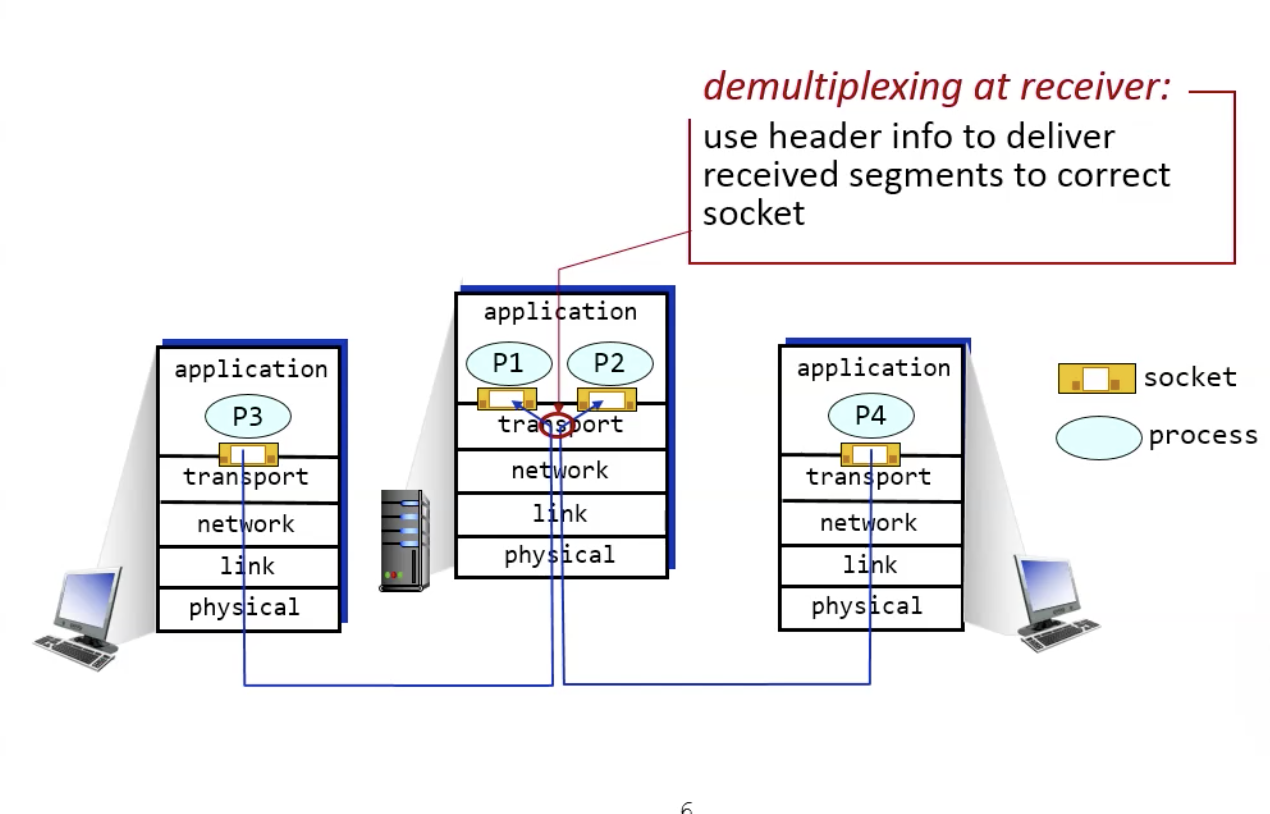 demultiplexing at receiver:
use header info to deliver
received segments to correct
socket
application
P1 P2
transport
network
link
physical
application
P3
transport
network
link
physical
application
P4
transport
network
link
physical
socket
process
6